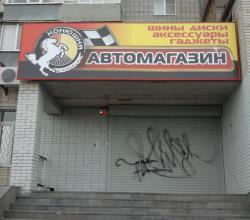 КОНЮШНЯ
ШИНЫ ДИСКИ
аксессуары
гаджеты
АВТОМАГАЗИН